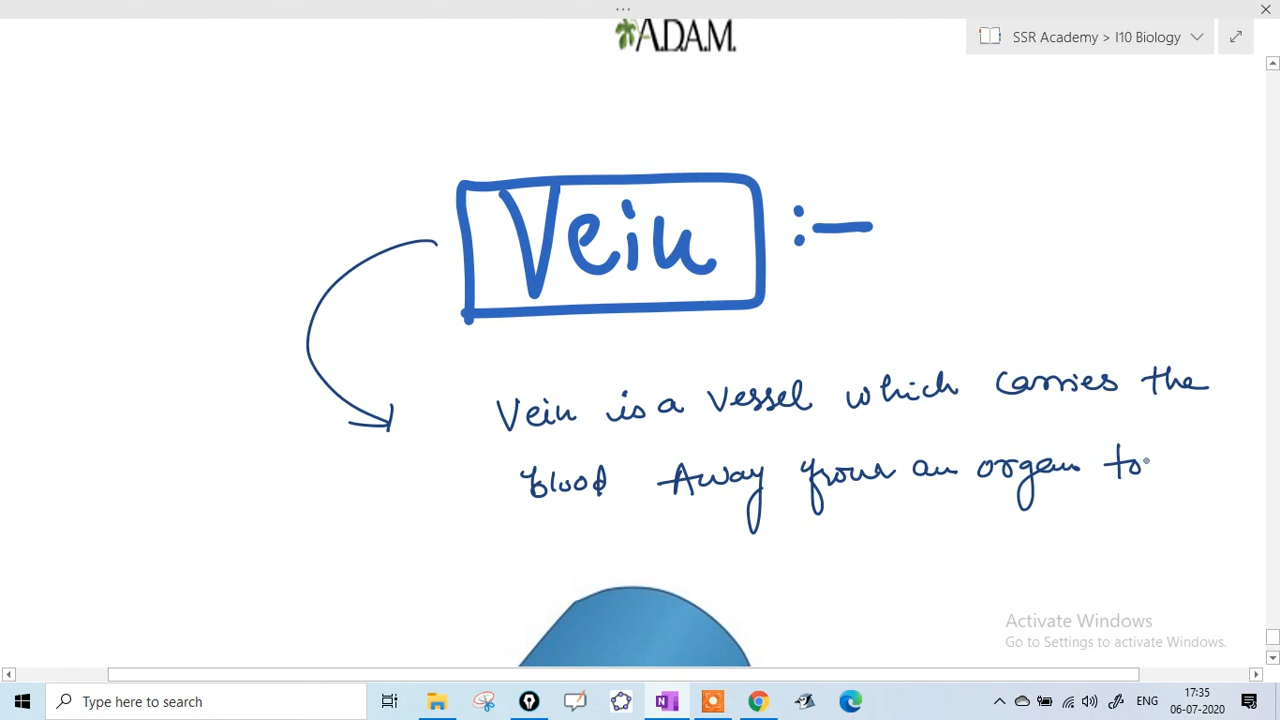 A.D.A.M.
SSR Academy > I10 Biology
Vein :-
Vein is a vessel which carries the
blood Away from an organ to
Activate Windows
Go to Settings to activate Windows.
Type here to search
ENG
17:35
06-07-2020